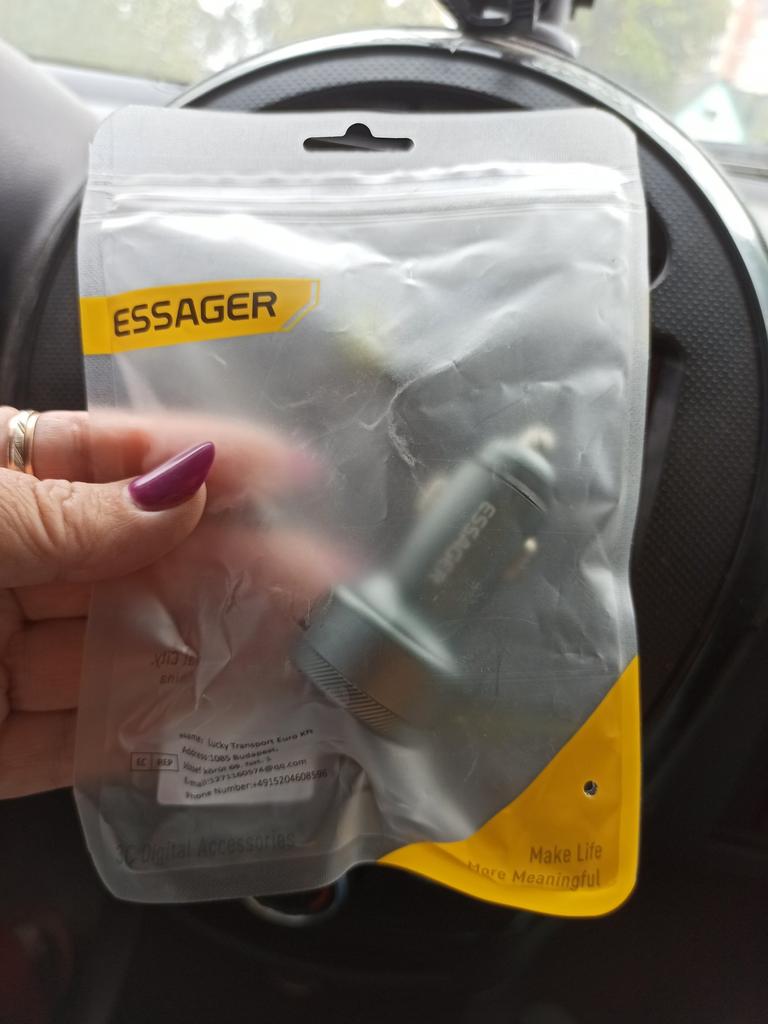 ESSAGER
ESSAGER
Name: Lucky Transport Euro Kft
Address:1085 Budapest,
EC REP
Phone Number:+4915204608596
3C Digital Accessories
Make Life
More Meaningful